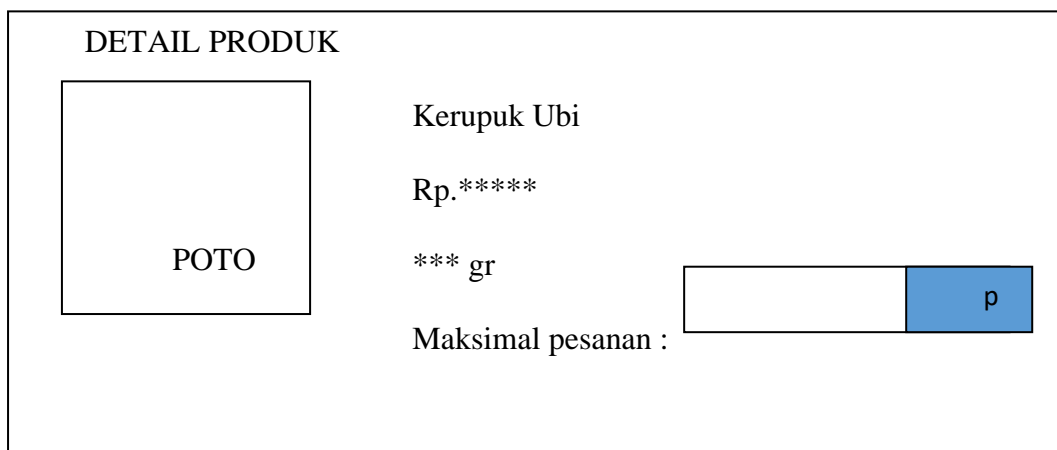 DETAIL PRODUK
POTO
Kerupuk Ubi
Rp.*****
*** gr
Maksimal pesanan :
p